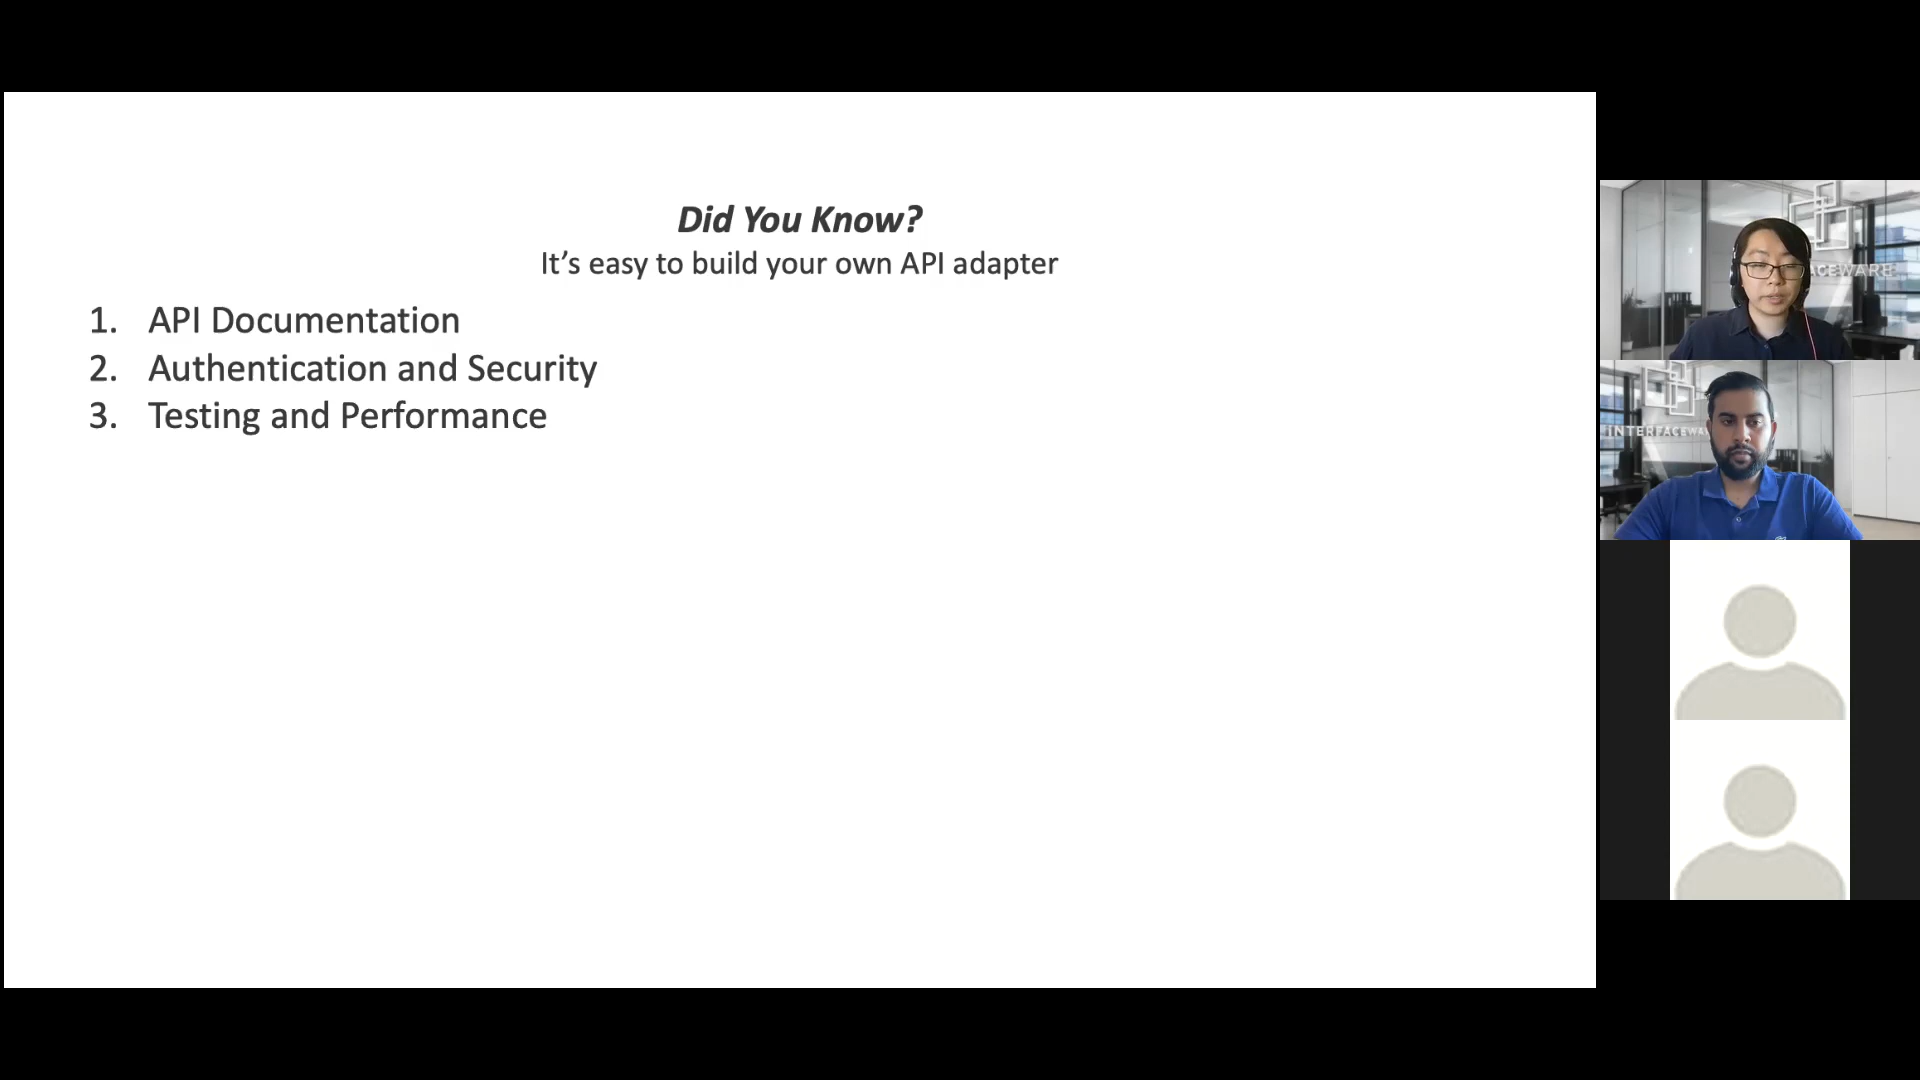 Did You Know?
It’s easy to build your own API adapter
1. API Documentation
2. Authentication and Security
3. Testing and Performance
INTERFACEWA